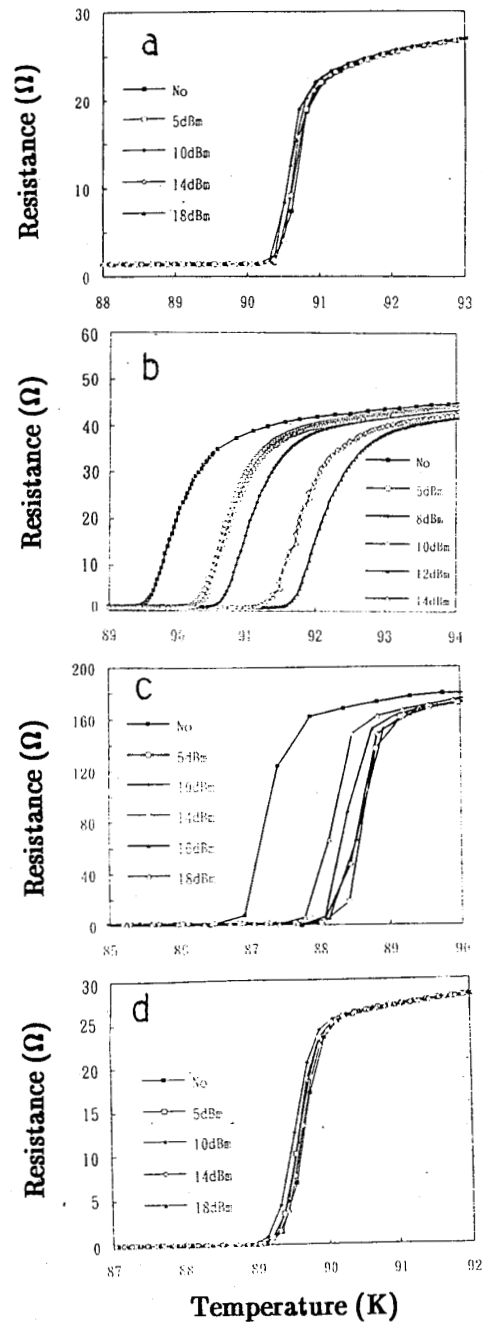 a
Resistance (Ω)
30
20
10
0
No
5dBm
10dBm
14dBm
18dBm
88 89 90 91 92 93
b
Resistance (Ω)
60
50
40
30
20
10
0
No
5dBm
8dBm
10dBm
12dBm
14dBm
89 90 91 92 93 94
c
Resistance (Ω)
200
160
120
80
40
0
No
5dBm
10dBm
14dBm
18dBm
85 86 87 88 89 90
d
Resistance (Ω)
30
25
20
15
10
5
0
No
5dBm
10dBm
14dBm
18dBm
87 88 89 90 91 92
Temperature (K)